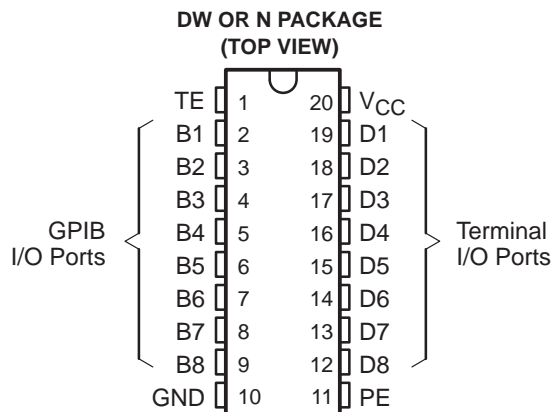 DW OR N PACKAGE
(TOP VIEW)
TE 1 20 VCC
B1 2 19 D1
B2 3 18 D2
B3 4 17 D3
B4 5 16 D4
B5 6 15 D5
B6 7 14 D6
B7 8 13 D7
B8 9 12 D8
GND 10 11 PE
GPIB
I/O Ports
Terminal
I/O Ports